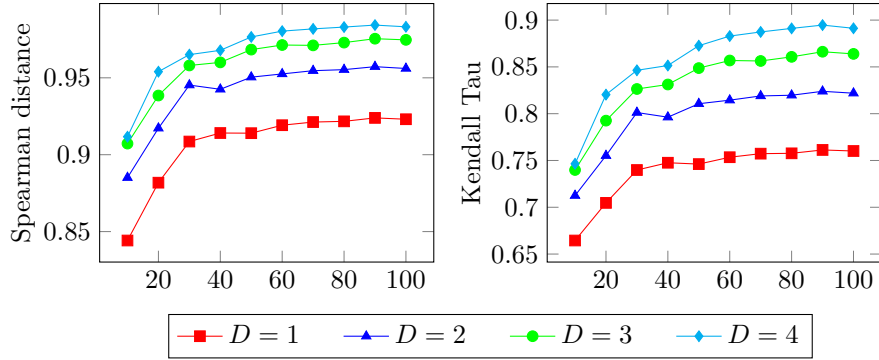 Spearman distance
0.95
0.9
0.85
20 40 60 80 100
Kendall Tau
0.9
0.85
0.8
0.75
0.7
0.65
20 40 60 80 100
D = 1 D = 2 D = 3 D = 4